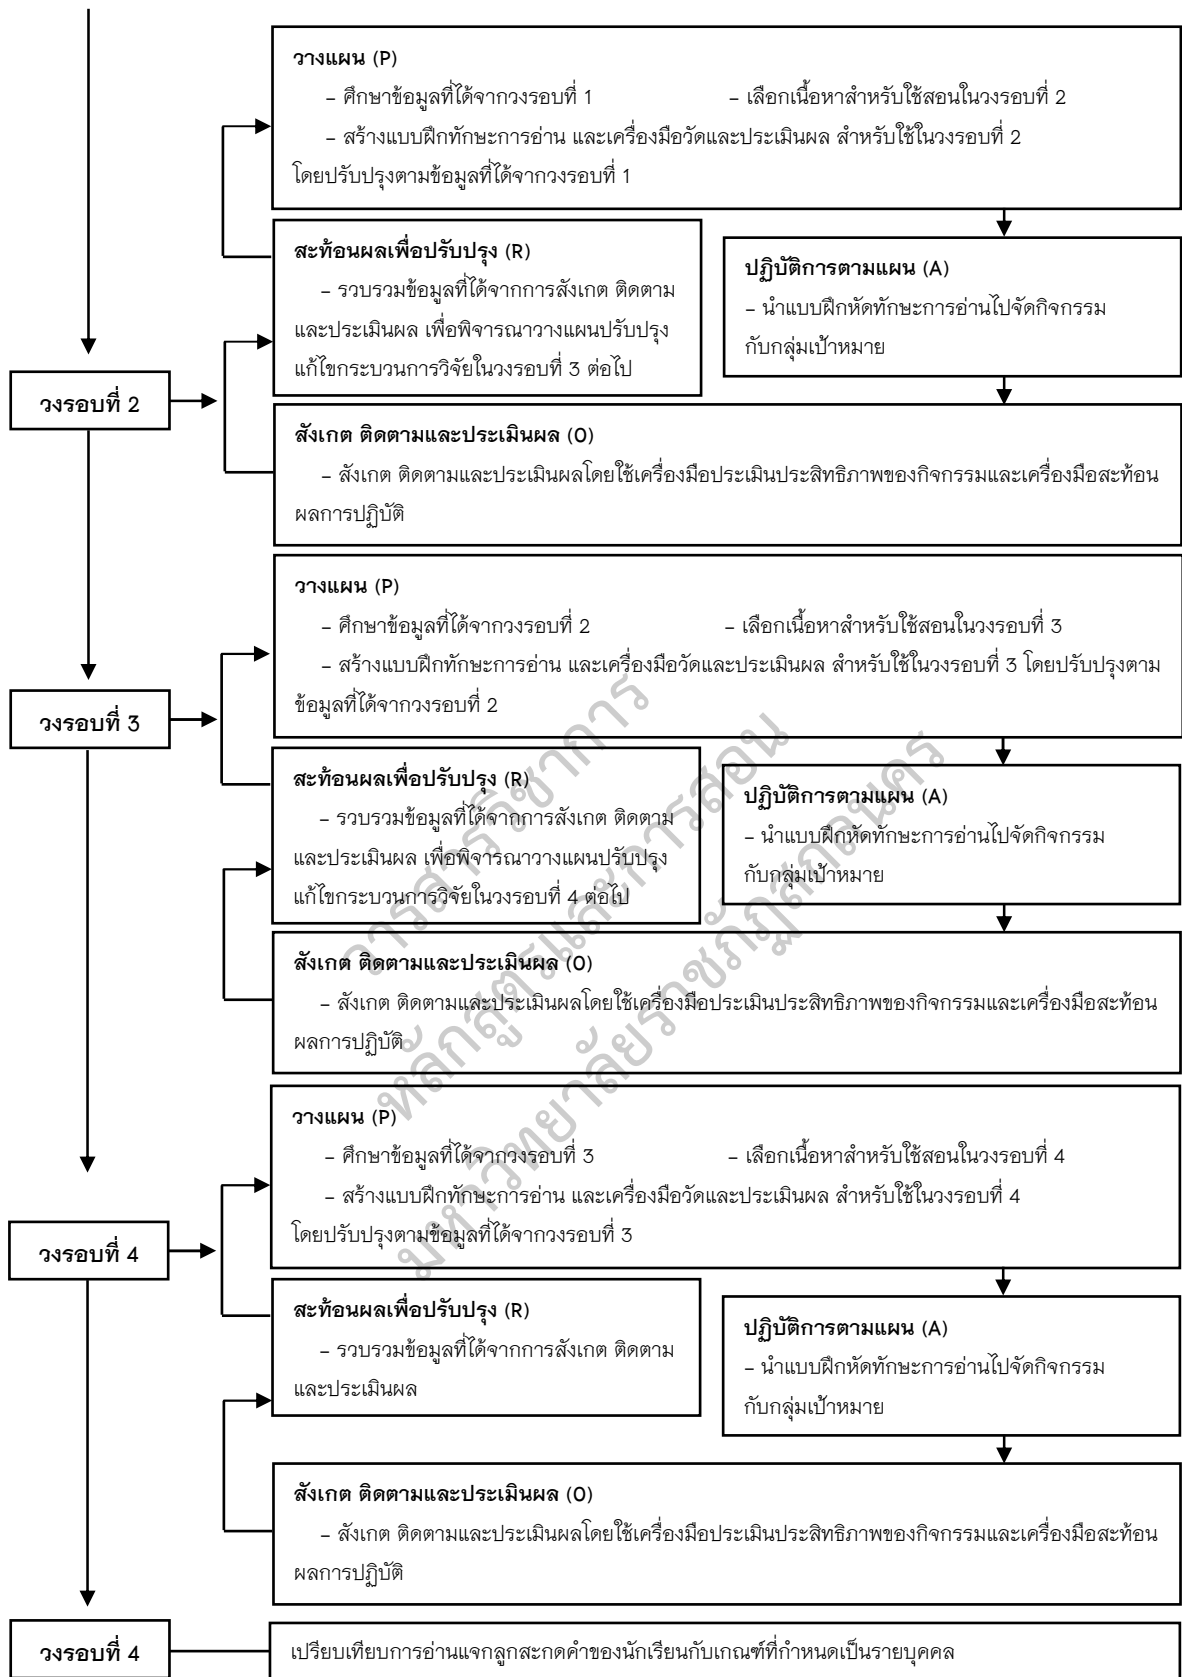 วางแผน (P)
– ศึกษาข้อมูลที่ได้จากวงรอบที่ 1 – เลือกเนื้อหาสำหรับใช้สอนในวงรอบที่ 2
– สร้างแบบฝึกทักษะการอ่าน และเครื่องมือวัดและประเมินผล สำหรับใช้ในวงรอบที่ 2
โดยปรับปรุงตามข้อมูลที่ได้จากวงรอบที่ 1
สะท้อนผลเพื่อปรับปรุง (R)
– รวบรวมข้อมูลที่ได้จากการสังเกต ติดตาม
และประเมินผล เพื่อพิจารณาวางแผนปรับปรุง
แก้ไขกระบวนการวิจัยในวงรอบที่ 3 ต่อไป
ปฏิบัติการตามแผน (A)
– นำแบบฝึกหัดทักษะการอ่านไปจัดกิจกรรม
กับกลุ่มเป้าหมาย
วงรอบที่ 2
สังเกต ติดตามและประเมินผล (O)
– สังเกต ติดตามและประเมินผลโดยใช้เครื่องมือประเมินประสิทธิภาพของกิจกรรมและเครื่องมือสะท้อน
ผลการปฏิบัติ
วางแผน (P)
– ศึกษาข้อมูลที่ได้จากวงรอบที่ 2 – เลือกเนื้อหาสำหรับใช้สอนในวงรอบที่ 3
– สร้างแบบฝึกทักษะการอ่าน และเครื่องมือวัดและประเมินผล สำหรับใช้ในวงรอบที่ 3 โดยปรับปรุงตาม
ข้อมูลที่ได้จากวงรอบที่ 2
วงรอบที่ 3
สะท้อนผลเพื่อปรับปรุง (R)
– รวบรวมข้อมูลที่ได้จากการสังเกต ติดตาม
และประเมินผล เพื่อพิจารณาวางแผนปรับปรุง
แก้ไขกระบวนการวิจัยในวงรอบที่ 4 ต่อไป
ปฏิบัติการตามแผน (A)
– นำแบบฝึกหัดทักษะการอ่านไปจัดกิจกรรม
กับกลุ่มเป้าหมาย
สังเกต ติดตามและประเมินผล (O)
– สังเกต ติดตามและประเมินผลโดยใช้เครื่องมือประเมินประสิทธิภาพของกิจกรรมและเครื่องมือสะท้อน
ผลการปฏิบัติ
วารสารวิชาการ
หลักสูตรและการสอน
มหาวิทยาลัยราชภัฏสกลนคร
วางแผน (P)
– ศึกษาข้อมูลที่ได้จากวงรอบที่ 3 – เลือกเนื้อหาสำหรับใช้สอนในวงรอบที่ 4
– สร้างแบบฝึกทักษะการอ่าน และเครื่องมือวัดและประเมินผล สำหรับใช้ในวงรอบที่ 4
โดยปรับปรุงตามข้อมูลที่ได้จากวงรอบที่ 3
วงรอบที่ 4
สะท้อนผลเพื่อปรับปรุง (R)
– รวบรวมข้อมูลที่ได้จากการสังเกต ติดตาม
และประเมินผล
ปฏิบัติการตามแผน (A)
– นำแบบฝึกหัดทักษะการอ่านไปจัดกิจกรรม
กับกลุ่มเป้าหมาย
สังเกต ติดตามและประเมินผล (O)
– สังเกต ติดตามและประเมินผลโดยใช้เครื่องมือประเมินประสิทธิภาพของกิจกรรมและเครื่องมือสะท้อน
ผลการปฏิบัติ
วงรอบที่ 4
เปรียบเทียบการอ่านแจกลูกสะกดคำของนักเรียนกับเกณฑ์ที่กำหนดเป็นรายบุคคล